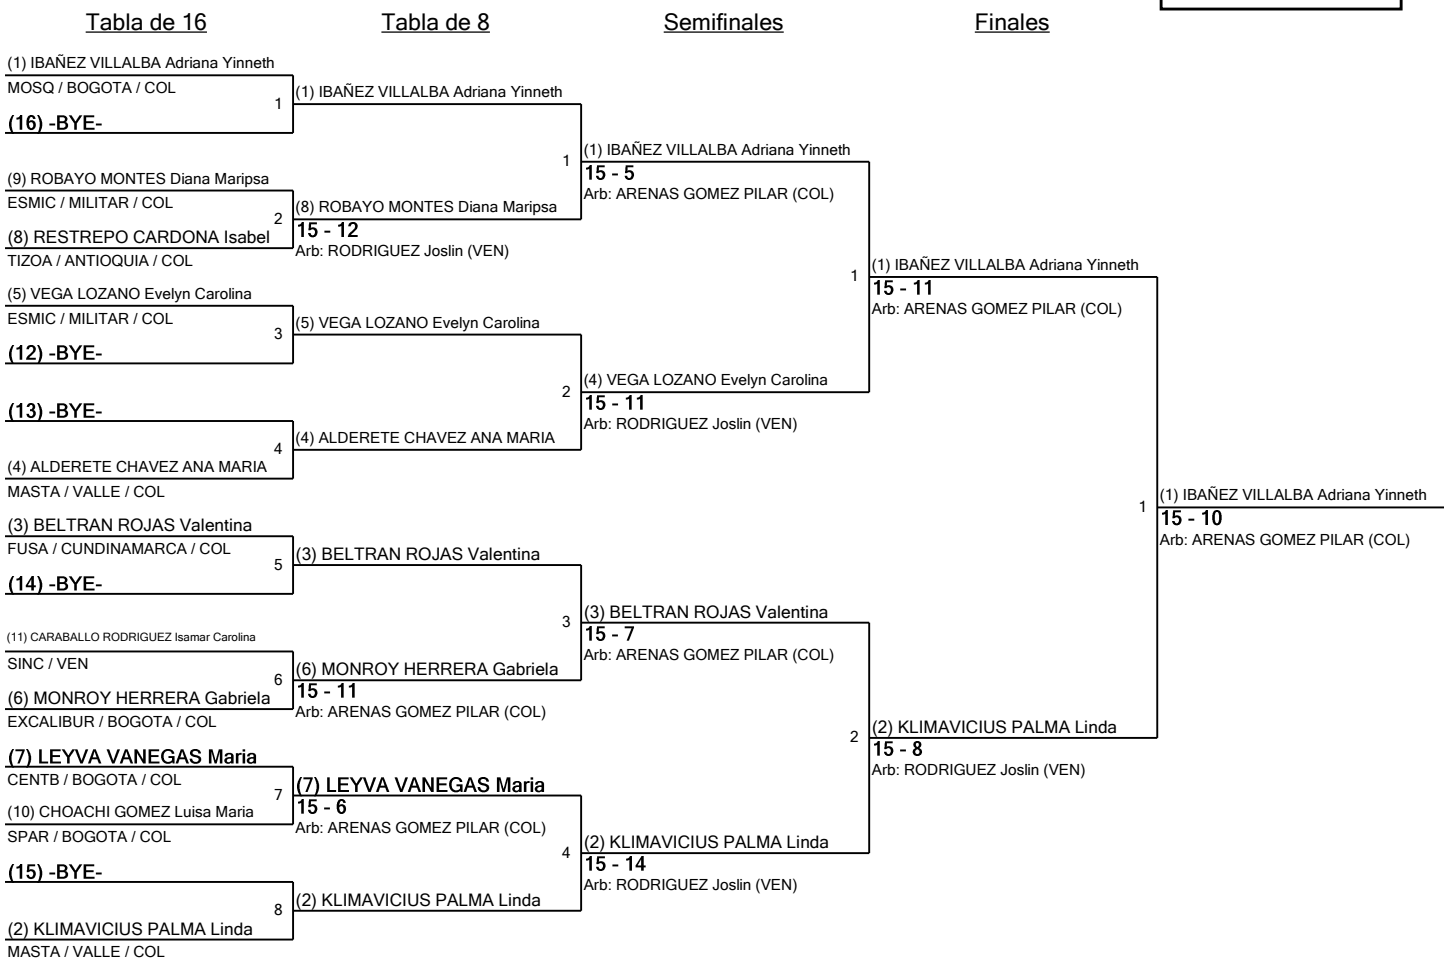 Tabla de 16
Tabla de 8
Semifinales
Finales
(1) IBAÑEZ VILLALBA Adriana Yinneth
MOSQ / BOGOTA / COL
1
(16) -BYE-
(9) ROBAYO MONTES Diana Maripsa
ESMIC / MILITAR / COL
2
(8) RESTREPO CARDONA Isabel
TIZOA / ANTIOQUIA / COL
(5) VEGA LOZANO Evelyn Carolina
ESMIC / MILITAR / COL
3
(12) -BYE-
(13) -BYE-
4
(4) ALDERETE CHAVEZ ANA MARIA
MASTA / VALLE / COL
(3) BELTRAN ROJAS Valentina
FUSA / CUNDINAMARCA / COL
5
(14) -BYE-
(11) CARABALLO RODRIGUEZ Isamar Carolina
SINC / VEN
6
(6) MONROY HERRERA Gabriela
EXCALIBUR / BOGOTA / COL
(7) LEYVA VANEGAS Maria
CENTB / BOGOTA / COL
7
(10) CHOACHI GOMEZ Luisa Maria
SPAR / BOGOTA / COL
(15) -BYE-
8
(2) KLIMAVICIUS PALMA Linda
MASTA / VALLE / COL
(1) IBAÑEZ VILLALBA Adriana Yinneth
1
(8) ROBAYO MONTES Diana Maripsa
15 - 12
Arb: RODRIGUEZ Joslin (VEN)
(5) VEGA LOZANO Evelyn Carolina
2
(4) ALDERETE CHAVEZ ANA MARIA
(3) BELTRAN ROJAS Valentina
3
(6) MONROY HERRERA Gabriela
15 - 11
Arb: ARENAS GOMEZ PILAR (COL)
(7) LEYVA VANEGAS Maria
15 - 6
Arb: ARENAS GOMEZ PILAR (COL)
4
(2) KLIMAVICIUS PALMA Linda
(1) IBAÑEZ VILLALBA Adriana Yinneth
15 - 5
Arb: ARENAS GOMEZ PILAR (COL)
1
(4) VEGA LOZANO Evelyn Carolina
15 - 11
Arb: RODRIGUEZ Joslin (VEN)
(3) BELTRAN ROJAS Valentina
15 - 7
Arb: ARENAS GOMEZ PILAR (COL)
2
(2) KLIMAVICIUS PALMA Linda
15 - 14
Arb: RODRIGUEZ Joslin (VEN)
(1) IBAÑEZ VILLALBA Adriana Yinneth
15 - 11
Arb: ARENAS GOMEZ PILAR (COL)
1
(2) KLIMAVICIUS PALMA Linda
15 - 8
Arb: RODRIGUEZ Joslin (VEN)
(1) IBAÑEZ VILLALBA Adriana Yinneth
15 - 10
Arb: ARENAS GOMEZ PILAR (COL)